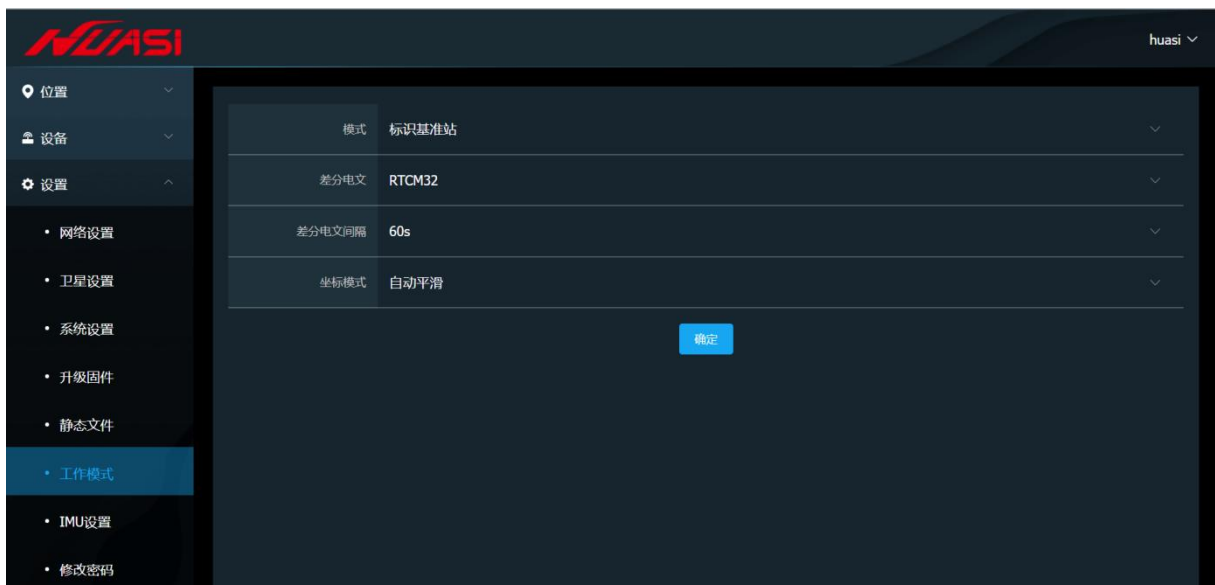 HUASI
huasi
位置
设备
设置
• 网络设置
• 卫星设置
• 系统设置
• 升级固件
• 静态文件
• 工作模式
• IMU设置
• 修改密码
模式 标识基准站
差分电文 RTCM32
差分电文间隔 60s
坐标模式 自动平滑
确定